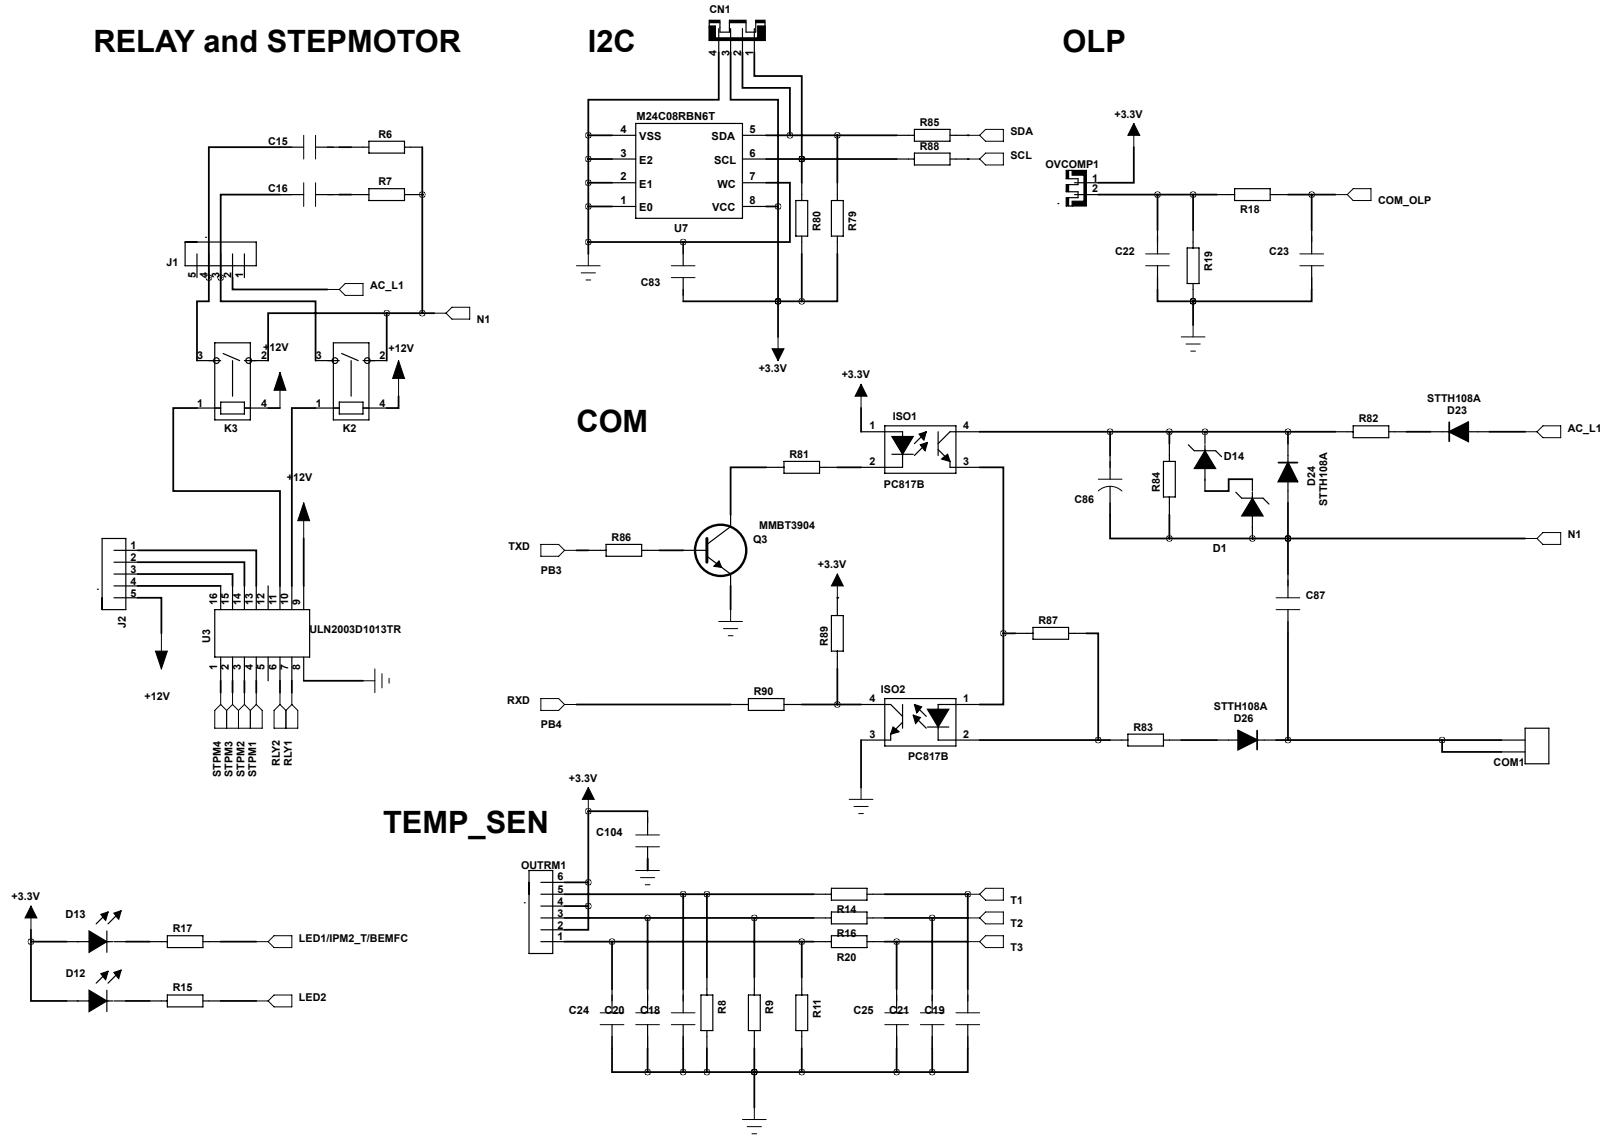 RELAY and STEPMOTOR
C15
R6
C16
R7
J1
5
4
3
2
1
AC_L1
N1
3
2
+12V
1
4
K3
3
2
+12V
1
4
K2
+12V
J2
1
2
3
4
5
+12V
16
15
14
13
12
11
10
9
U3
ULN2003D1013TR
1
2
3
4
5
6
7
8
STPM4
STPM3
STPM2
STPM1
RLY2
RLY1
I2C
CN1
4
3
2
1
M24C08RBN6T
4 VSS SDA 5
3 E2 SCL 6
2 E1 WC 7
1 E0 VCC 8
U7
C83
R80
R79
R85
SDA
R88
SCL
+3.3V
OLP
+3.3V
OVCOMP1
1
2
C22
R19
R18
C23
COM_OLP
COM
+3.3V
ISO1
1
2
4
3
PC817B
R81
TXD
PB3
R86
MMBT3904
Q3
+3.3V
R89
RXD
PB4
R90
ISO2
4
3
1
2
PC817B
R87
R83
STTH108A
D26
COM1
C86
R84
D14
D1
D24
STTH108A
C87
R82
STTH108A
D23
AC_L1
N1
TEMP_SEN
+3.3V
C104
OUTRM1
6
5
4
3
2
1
R14
R16
R20
T1
T2
T3
C24
C20
C18
R8
R9
R11
C25
C21
C19
+3.3V
D13
R17
LED1/IPM2_T/BEMFC
D12
R15
LED2